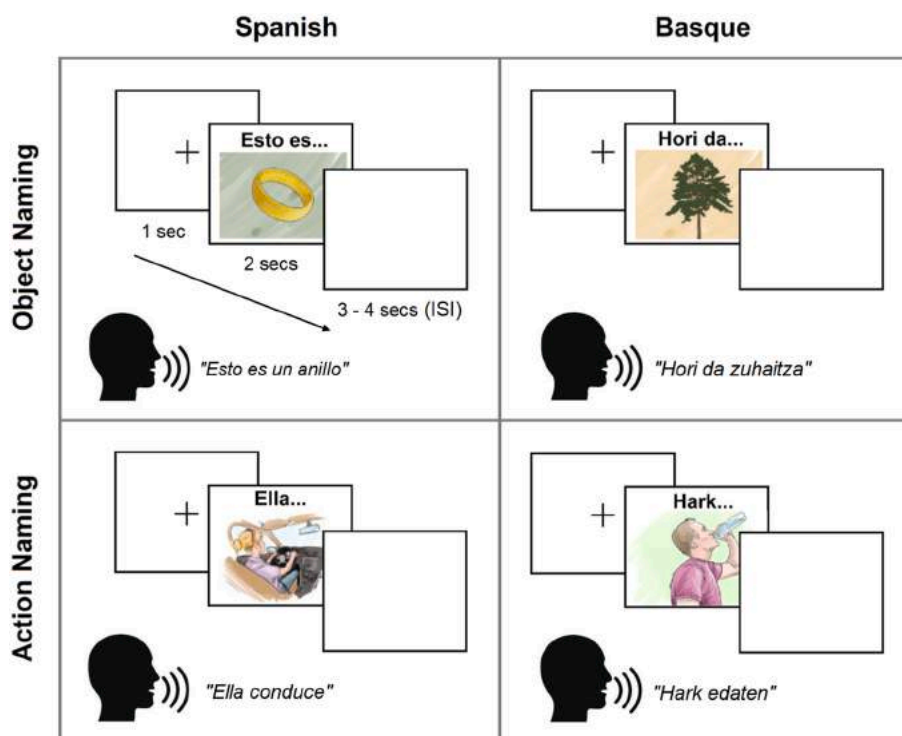 Spanish
Basque
Object Naming
Esto es...
1 sec
2 secs
3 - 4 secs (ISI)
"Esto es un anillo"
Hori da...
"Hori da zuhaitza"
Action Naming
Ella...
"Ella conduce"
Hark...
"Hark edaten"